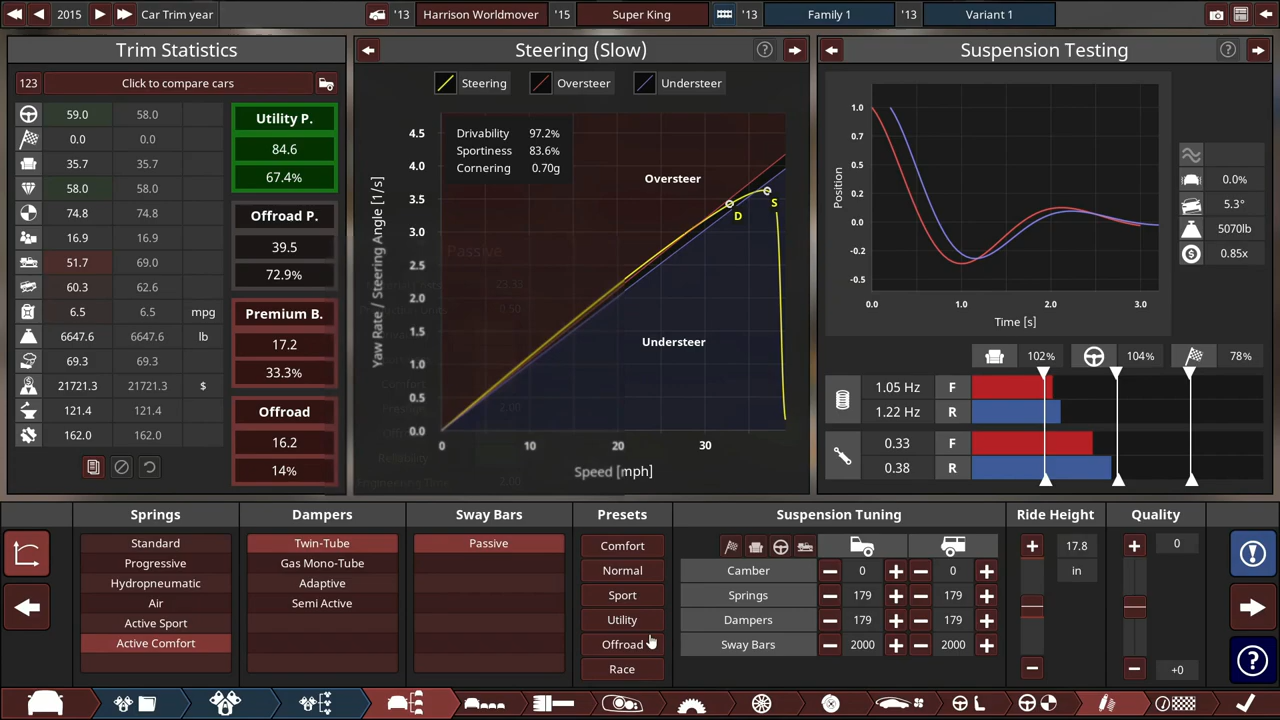 2015
Car Trim year
'13
Harrison Worldmover
'15
Super King
'13
Family 1
'13
Variant 1
Trim Statistics
123
Click to compare cars
59.0 58.0
0.0 0.0
35.7 35.7
58.0 58.0
74.8 74.8
16.9 16.9
51.7 69.0
60.3 62.6
6.5 6.5 mpg
6647.6 6647.6 lb
69.3 69.3
21721.3 21721.3 $
121.4 121.4
162.0 162.0
Utility P.
84.6
67.4%
Offroad P.
39.5
72.9%
Premium B.
17.2
33.3%
Offroad
16.2
14%
Steering (Slow)
?
Steering
Oversteer
Understeer
Drivability 97.2%
Sportiness 83.6%
Cornering 0.70g
Yaw Rate / Steering Angle [1/s]
4.5
4.0
3.5
3.0
2.5
2.0
1.5
1.0
0.5
0.0
Oversteer
D
S
Understeer
Passive
23.33
0.50
Comfort
2.00
Reliability
2.00
0 10 20 30
Speed [mph]
Suspension Testing
?
Position
1.0
0.7
0.5
0.2
0.0
-0.2
-0.5
0.0 1.0 2.0 3.0
Time [s]
0.0%
5.3°
5070lb
0.85x
102%
104%
78%
1.05 Hz F
1.22 Hz R
0.33 F
0.38 R
Springs
Standard
Progressive
Hydropneumatic
Air
Active Sport
Active Comfort
Dampers
Twin-Tube
Gas Mono-Tube
Adaptive
Semi Active
Sway Bars
Passive
Presets
Comfort
Normal
Sport
Utility
Offroad
Race
Suspension Tuning
Camber 0 0
Springs 179 179
Dampers 179 179
Sway Bars 2000 2000
Ride Height
17.8
in
Quality
0
+0
?